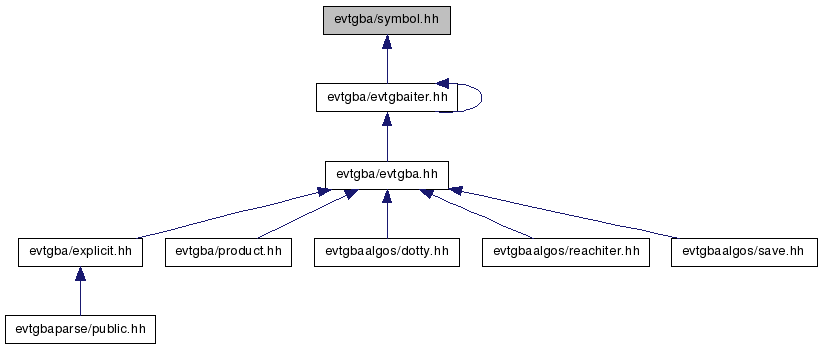 evtgba/symbol.hh
evtgba/evtgbaiter.hh
evtgba/evtgba.hh
evtgba/explicit.hh
evtgba/product.hh
evtgbaalgos/dotty.hh
evtgbaalgos/reachiter.hh
evtgbaalgos/save.hh
evtgbaparse/public.hh